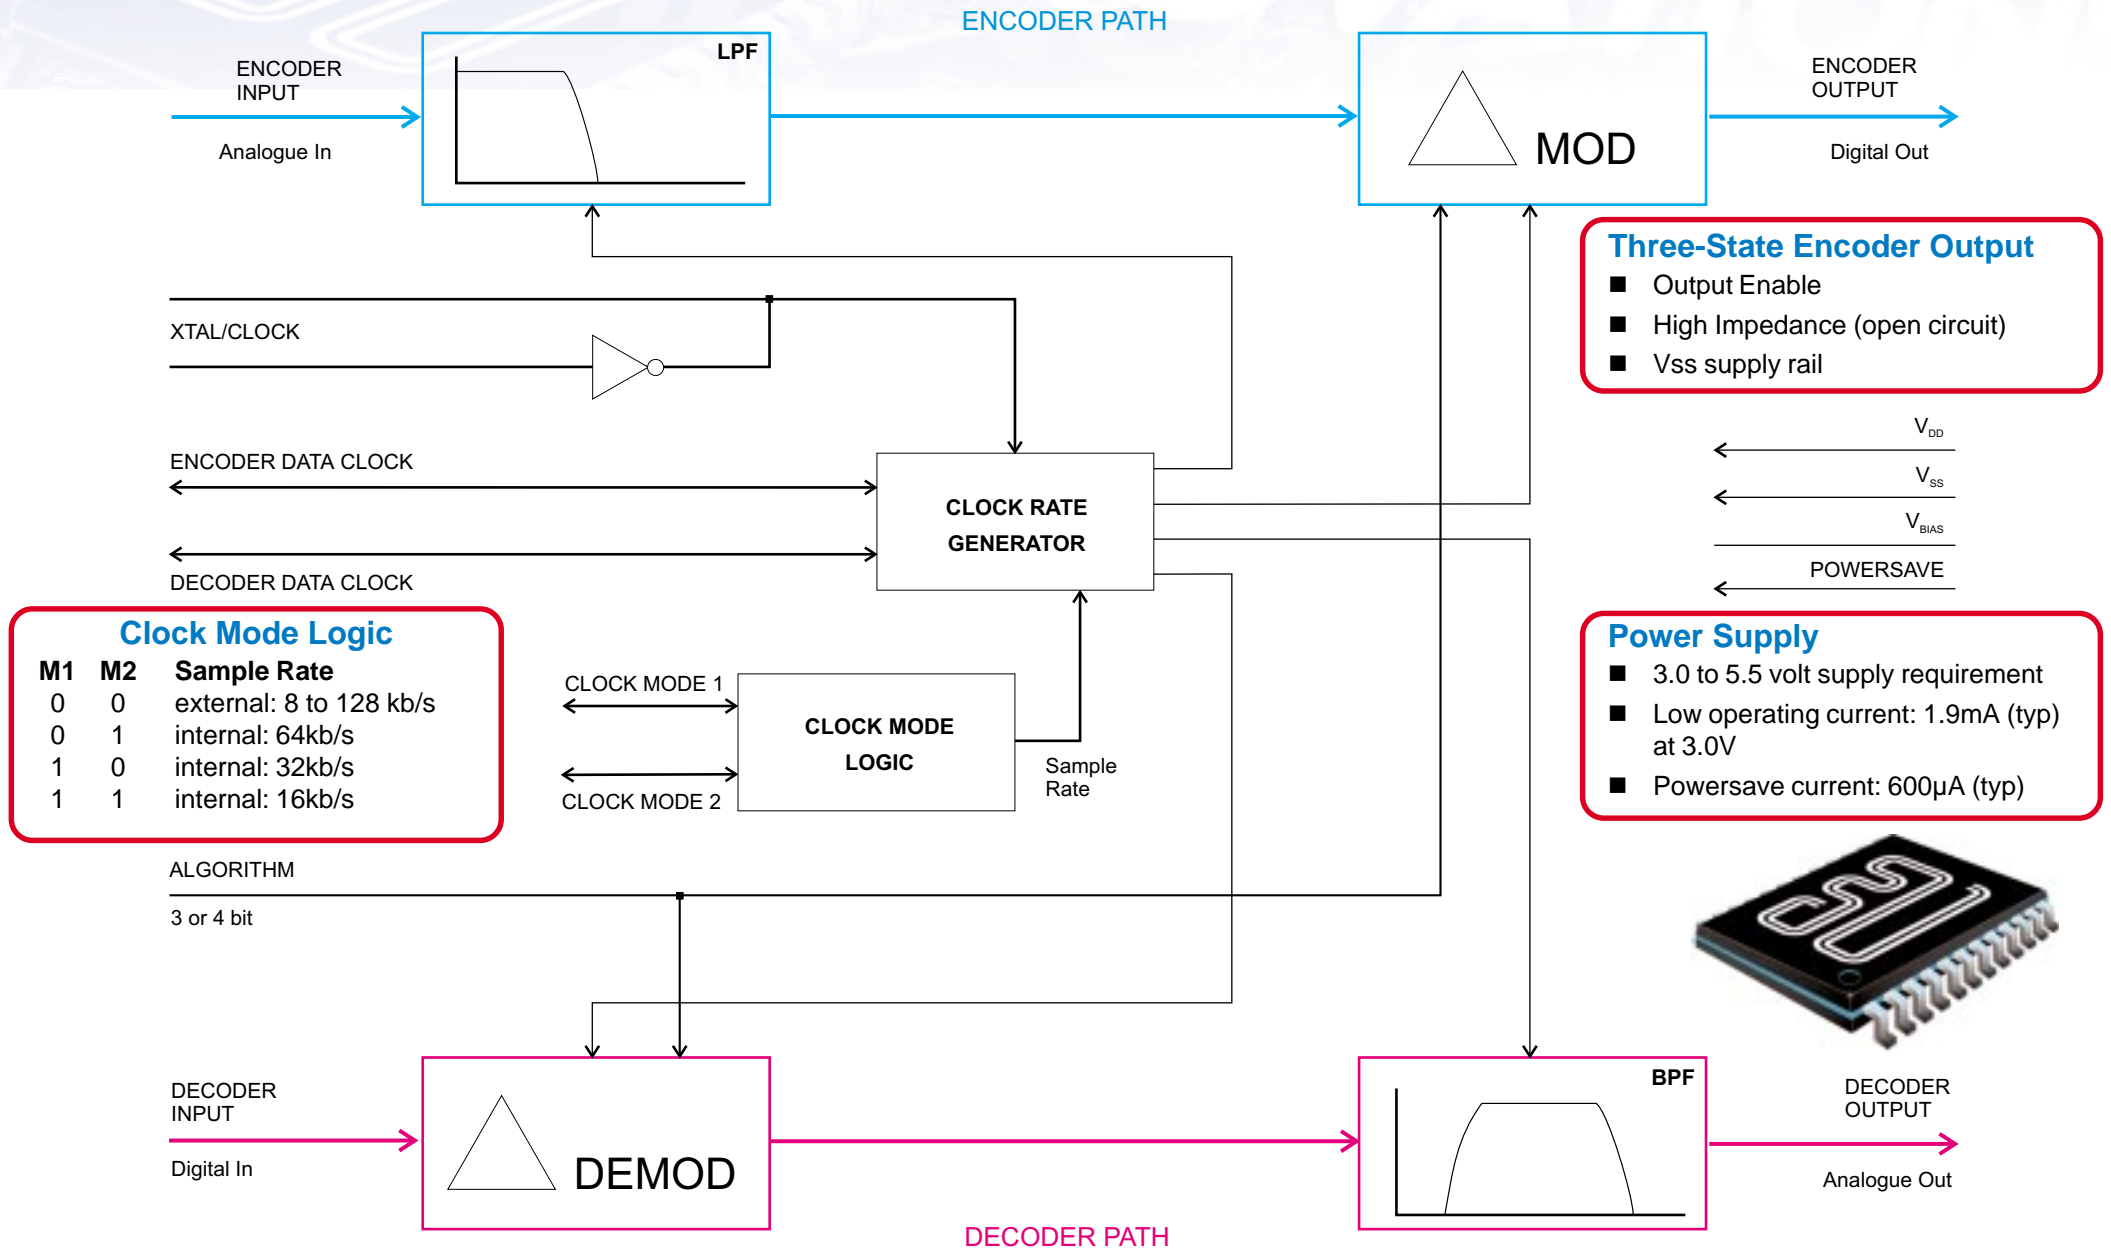 ENCODER PATH
ENCODER
INPUT
Analogue In
LPF
MOD
ENCODER
OUTPUT
Digital Out
Three-State Encoder Output
■ Output Enable
■ High Impedance (open circuit)
■ Vss supply rail
XTAL/CLOCK
ENCODER DATA CLOCK
DECODER DATA CLOCK
CLOCK RATE
GENERATOR
VDD
VSS
VBIAS
POWERSAVE
Clock Mode Logic
M1 M2 Sample Rate
0 0 external: 8 to 128 kb/s
0 1 internal: 64kb/s
1 0 internal: 32kb/s
1 1 internal: 16kb/s
CLOCK MODE 1
CLOCK MODE 2
CLOCK MODE
LOGIC
Sample
Rate
Power Supply
■ 3.0 to 5.5 volt supply requirement
■ Low operating current: 1.9mA (typ)
at 3.0V
■ Powersave current: 600µA (typ)
ALGORITHM
3 or 4 bit
DECODER
INPUT
Digital In
DEMOD
BPF
DECODER
OUTPUT
Analogue Out
DECODER PATH